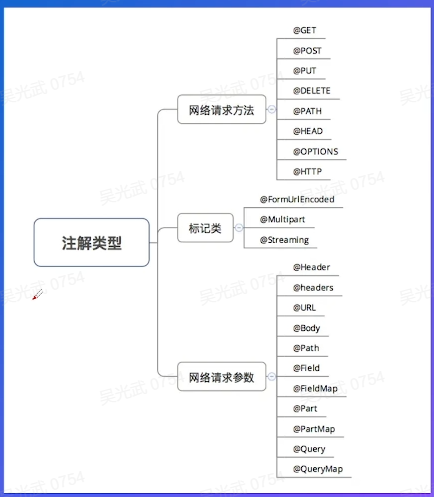 @GET
@POST
@PUT
@DELETE
@PATH
@HEAD
@OPTIONS
@HTTP
网络请求方法
@FormUrlEncoded
@Multipart
@Streaming
标记类
注解类型
@Header
@headers
@URL
@Body
@Path
@Field
@FieldMap
@Part
@PartMap
@Query
@QueryMap
网络请求参数
吴光武 0754